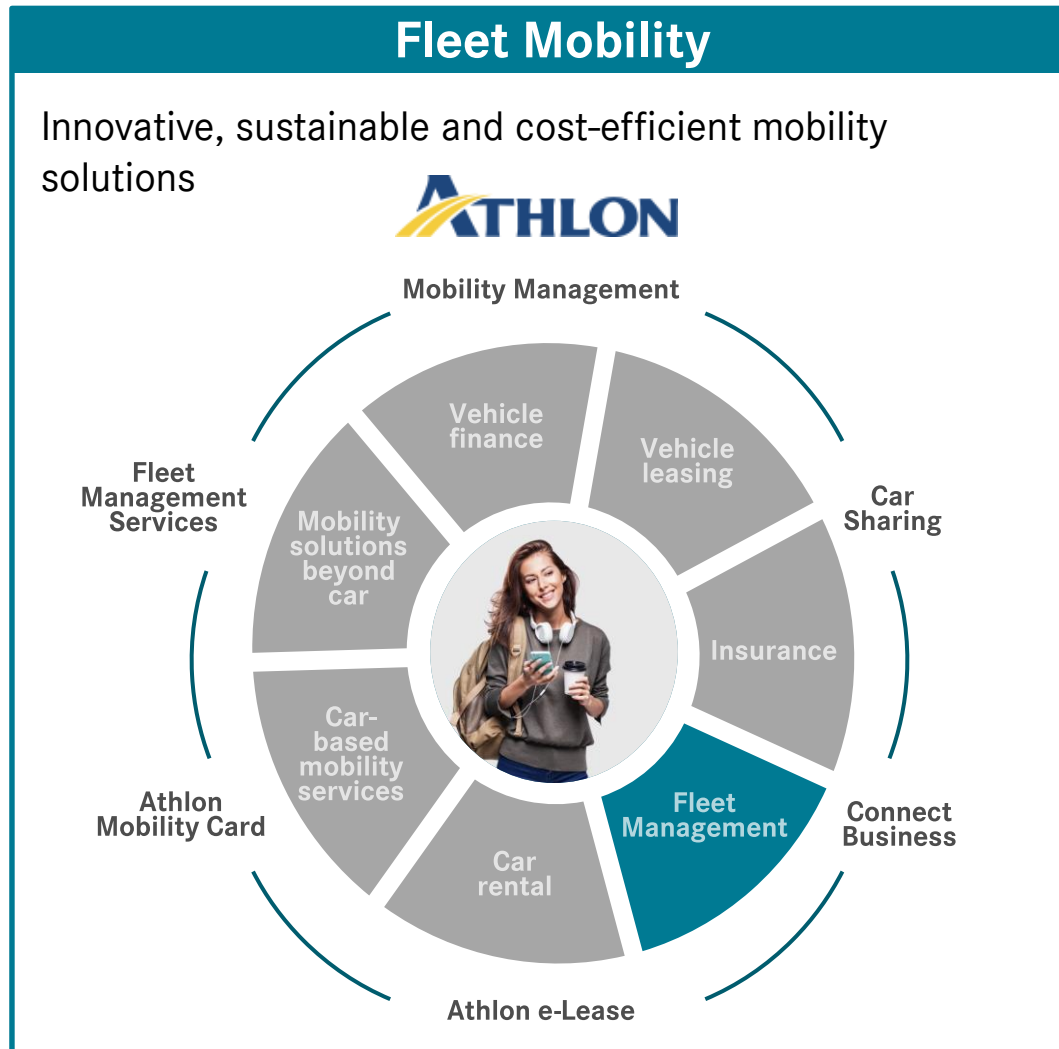 Fleet Mobility
Innovative, sustainable and cost-efficient mobility
solutions
ATHLON
Mobility Management
Vehicle
finance
Vehicle
leasing
Fleet
Management
Services
Car
Sharing
Mobility
solutions
beyond
car
Insurance
Car-
based
mobility
services
Fleet
Management
Athlon
Mobility Card
Connect
Business
Car
rental
Athlon e-Lease